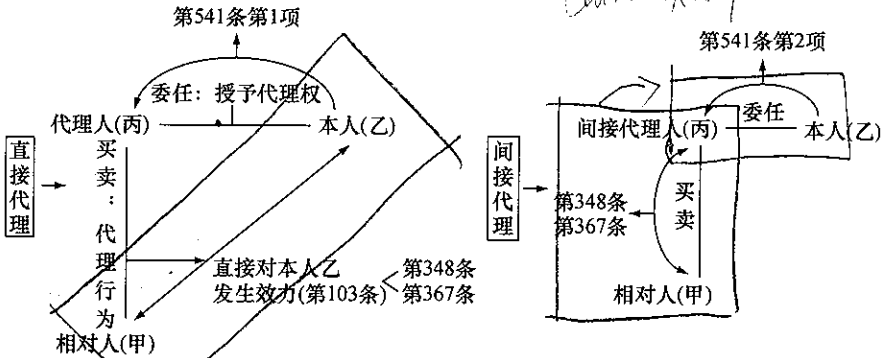 第541条第1项
委任：授予代理权
代理人(丙)
本人(乙)
直接代理
买卖：代理行为
直接对本人乙
发生效力(第103条)
第348条
第367条
相对人(甲)
第541条第2项
委任
间接代理人(丙)
本人(乙)
间接代理
第348条
第367条
买卖
相对人(甲)